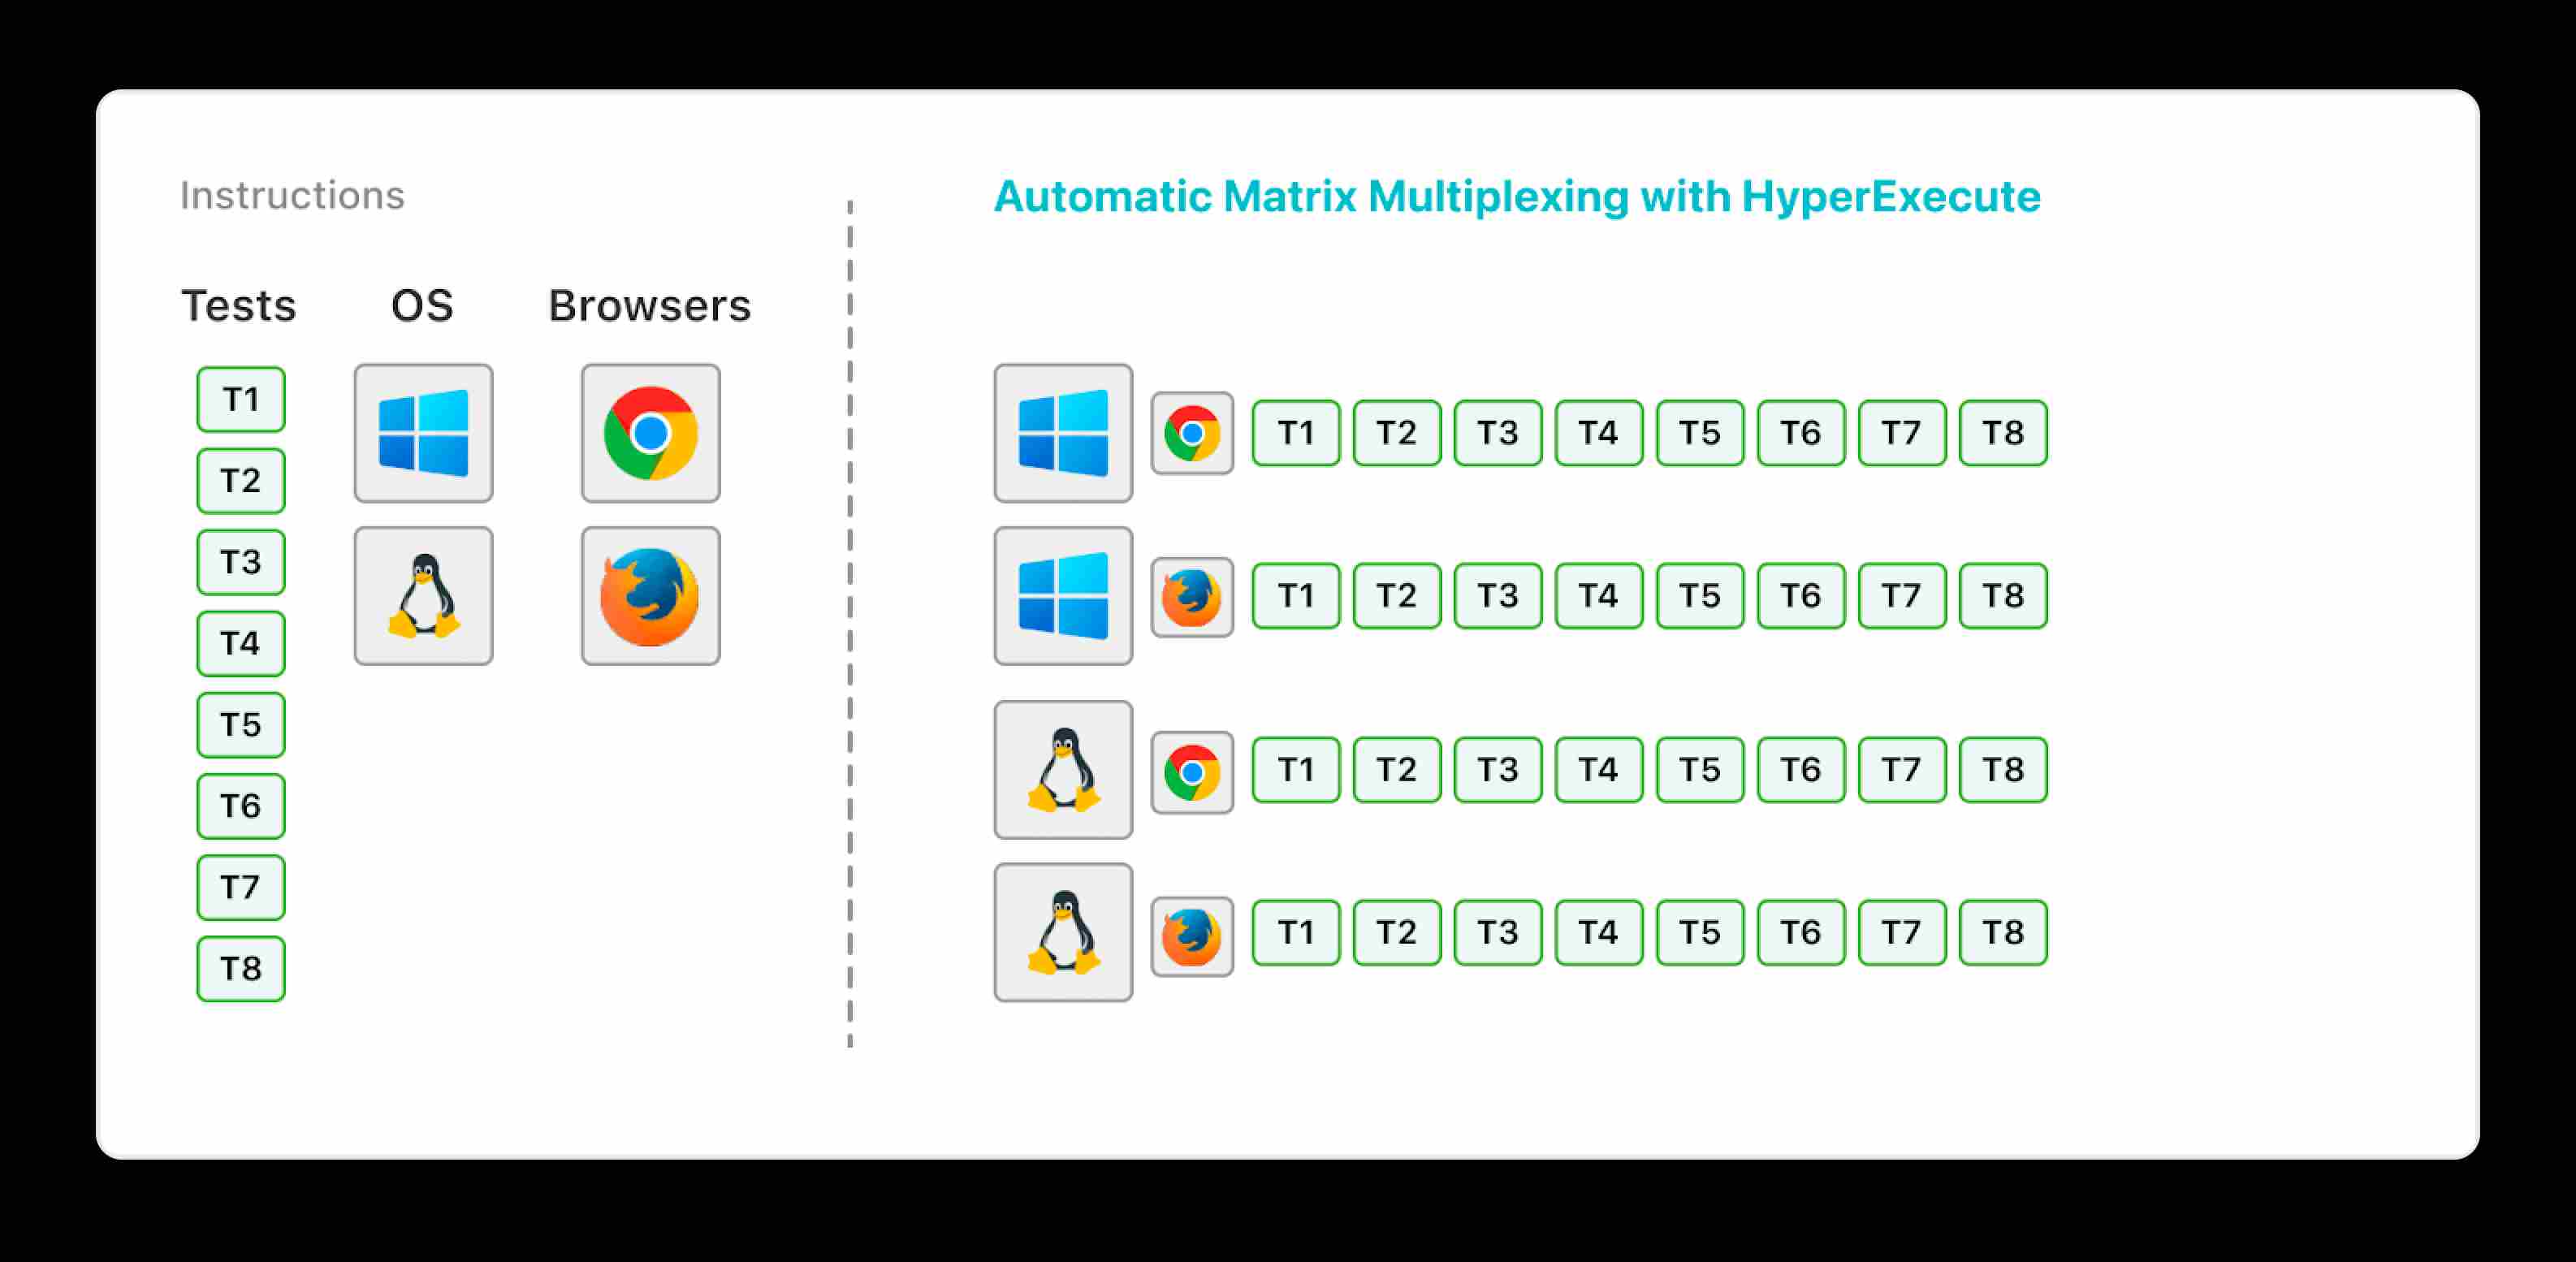 Instructions
Automatic Matrix Multiplexing with HyperExecute
Tests OS Browsers
T1
T2
T3
T4
T5
T6
T7
T8
T1 T2 T3 T4 T5 T6 T7 T8
T1 T2 T3 T4 T5 T6 T7 T8
T1 T2 T3 T4 T5 T6 T7 T8
T1 T2 T3 T4 T5 T6 T7 T8